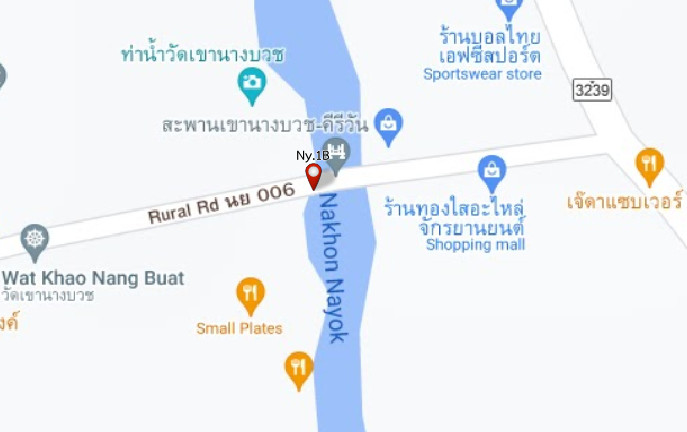 ร้านบอลไทย
เอฟซีสปอร์ต
Sportswear store
ท่าน้ำวัดเขานางบวช
3239
สะพานเขานางบวช-คีรีวัน
Ny.1B
เจ๊ดาแซบเวอร์
Rural Rd นย 006
ร้านทองใสอะไหล่
จักรยานยนต์
Shopping mall
Nakhon Nayok
Wat Khao Nang Buat
วัดเขานางบวช
งค์
Small Plates